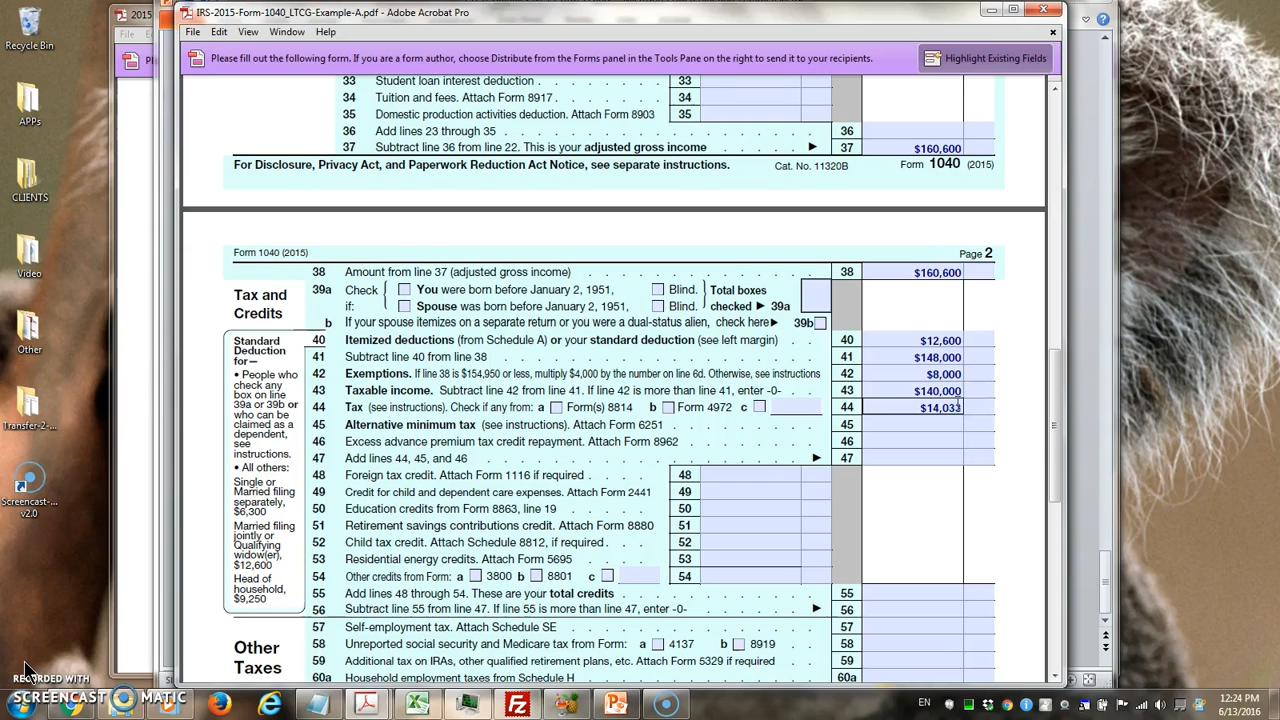 Recycle Bin
APPs
CLIENTS
Video
Other
Transfer-2-...
Screencast-...
v2.0
2015
File
IRS-2015-Form-1040_LTCG-Example-A.pdf - Adobe Acrobat Pro
File Edit View Window Help
Please fill out the following form. If you are a form author, choose Distribute from the Forms panel in the Tools Pane on the right to send it to your recipients.
Highlight Existing Fields
33 Student loan interest deduction . . . . . . . 33
34 Tuition and fees. Attach Form 8917 . . . . . . . 34
35 Domestic production activities deduction. Attach Form 8903 35
36 Add lines 23 through 35 . . . . . . . . . . . . . 36
37 Subtract line 36 from line 22. This is your adjusted gross income . . . . . ► 37 $160,600
For Disclosure, Privacy Act, and Paperwork Reduction Act Notice, see separate instructions. Cat. No. 11320B Form 1040 (2015)
Form 1040 (2015) Page 2
38 Amount from line 37 (adjusted gross income) . . . . . . . . . . . 38 $160,600
Tax and
Credits
39a Check { You were born before January 2, 1951, Blind. } Total boxes
if: Spouse was born before January 2, 1951, Blind. checked ► 39a
b If your spouse itemizes on a separate return or you were a dual-status alien, check here► 39b
Standard
Deduction
for—
• People who
check any
box on line
39a or 39b or
who can be
claimed as a
dependent,
see
instructions.
• All others:
Single or
Married filing
separately,
$6,300
Married filing
jointly or
Qualifying
widow(er),
$12,600
Head of
household,
$9,250
40 Itemized deductions (from Schedule A) or your standard deduction (see left margin) . . 40 $12,600
41 Subtract line 40 from line 38 . . . . . . . . . . . . . 41 $148,000
42 Exemptions. If line 38 is $154,950 or less, multiply $4,000 by the number on line 6d. Otherwise, see instructions 42 $8,000
43 Taxable income. Subtract line 42 from line 41. If line 42 is more than line 41, enter -0- . . 43 $140,000
44 Tax (see instructions). Check if any from: a Form(s) 8814 b Form 4972 c 44 $14,033
45 Alternative minimum tax (see instructions). Attach Form 6251 . . . . . . . . 45
46 Excess advance premium tax credit repayment. Attach Form 8962 . . . . . . . 46
47 Add lines 44, 45, and 46 . . . . . . . . . . . . . ► 47
48 Foreign tax credit. Attach Form 1116 if required . . . . 48
49 Credit for child and dependent care expenses. Attach Form 2441 49
50 Education credits from Form 8863, line 19 . . . . . 50
51 Retirement savings contributions credit. Attach Form 8880 51
52 Child tax credit. Attach Schedule 8812, if required . . . 52
53 Residential energy credits. Attach Form 5695 . . . . 53
54 Other credits from Form: a 3800 b 8801 c 54
55 Add lines 48 through 54. These are your total credits . . . . . . . . . 55
56 Subtract line 55 from line 47. If line 55 is more than line 47, enter -0- . . . . . . ► 56
Other
Taxes
57 Self-employment tax. Attach Schedule SE . . . . . . . . . . 57
58 Unreported social security and Medicare tax from Form: a 4137 b 8919 . . 58
59 Additional tax on IRAs, other qualified retirement plans, etc. Attach Form 5329 if required . . 59
60a Household employment taxes from Schedule H 60a
RECORDED WITH
SCREENCAST MATIC
EN
12:24 PM
6/13/2016